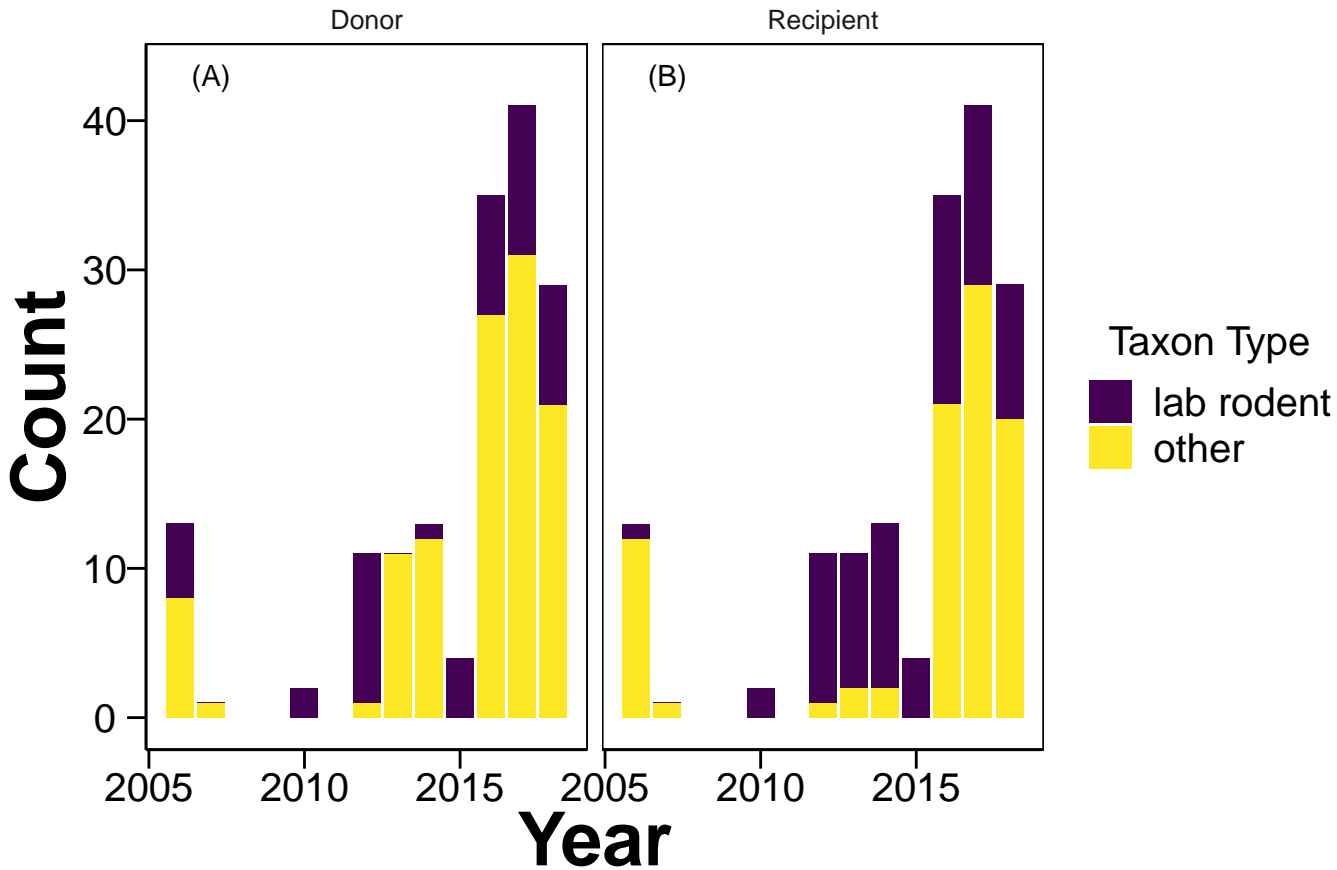 Donor
Recipient
(A)
(B)
Count
40
30
20
10
0
2005
2010
2015
2005
2010
2015
Year
Taxon Type
lab rodent
other